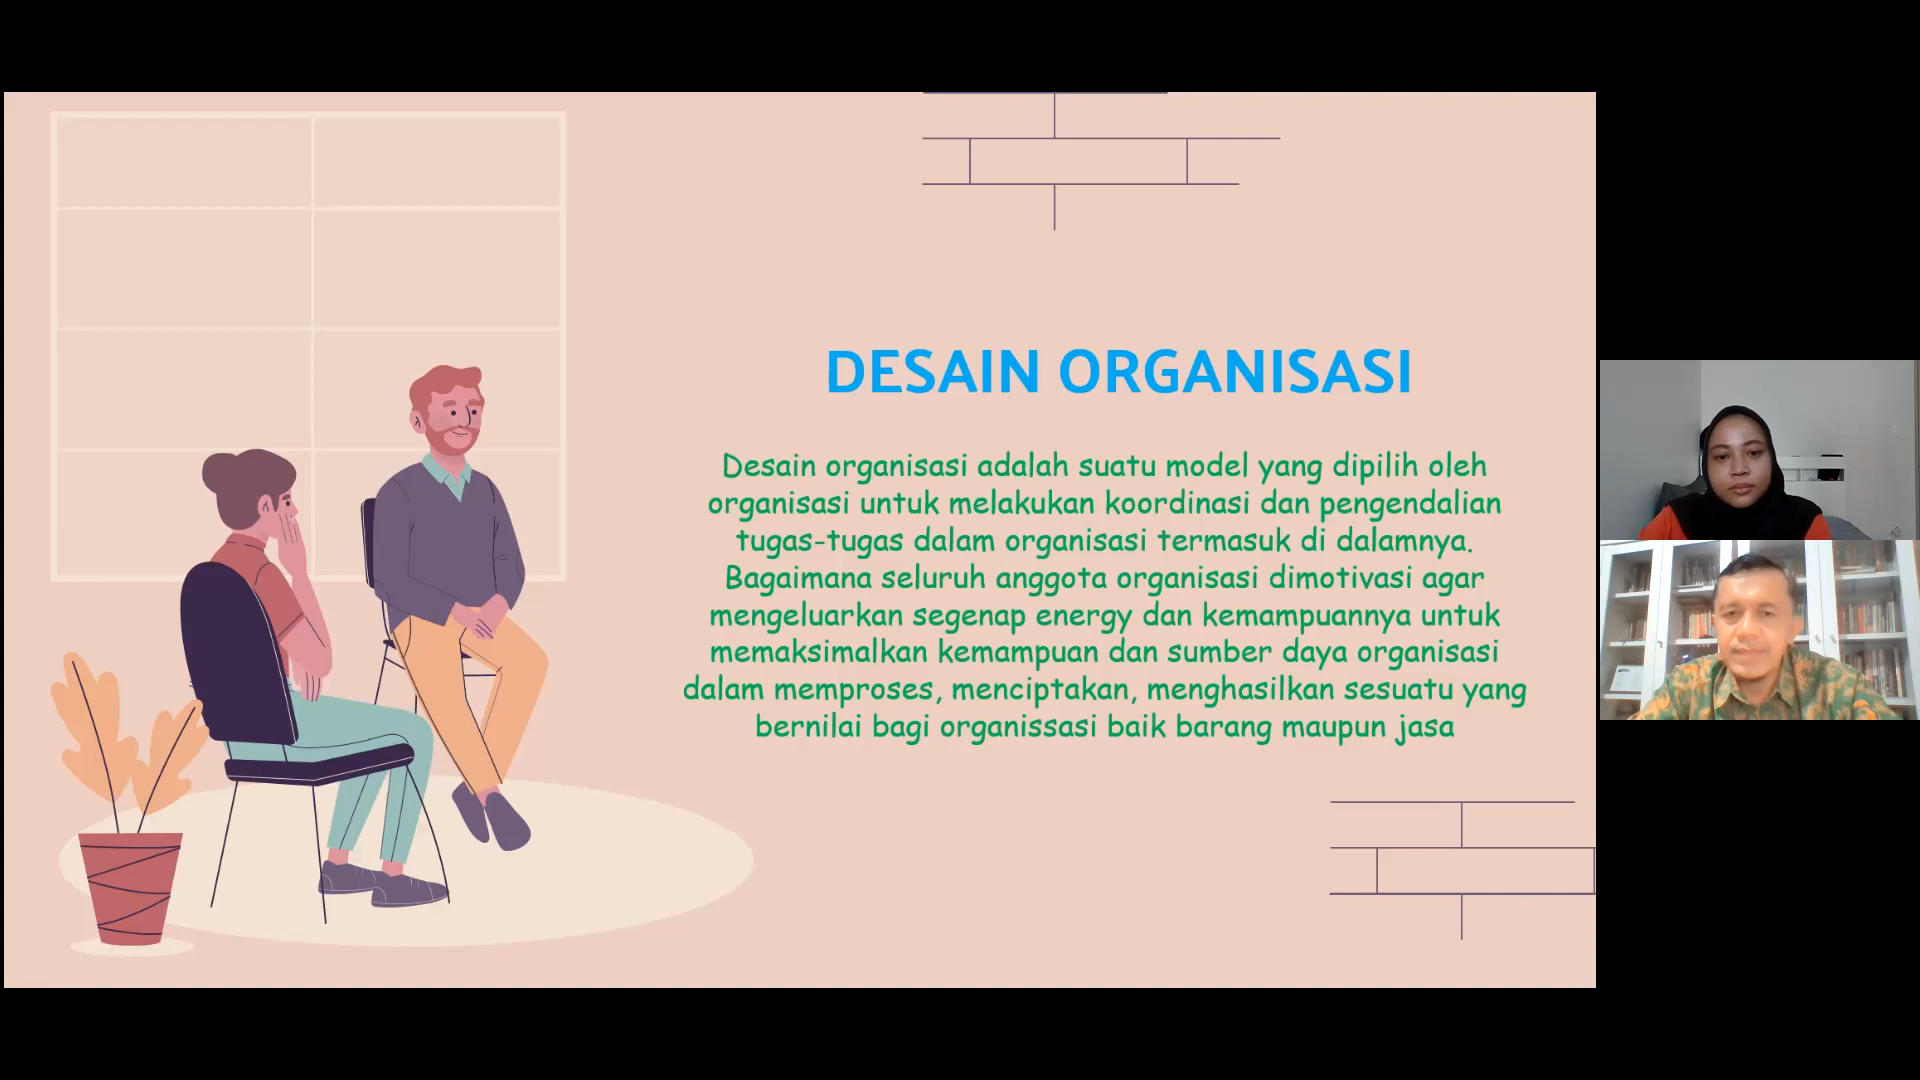 DESAIN ORGANISASI
Desain organisasi adalah suatu model yang dipilih oleh
organisasi untuk melakukan koordinasi dan pengendalian
tugas-tugas dalam organisasi termasuk di dalamnya.
Bagaimana seluruh anggota organisasi dimotivasi agar
mengeluarkan segenap energy dan kemampuannya untuk
memaksimalkan kemampuan dan sumber daya organisasi
dalam memproses, menciptakan, menghasilkan sesuatu yang
bernilai bagi organissasi baik barang maupun jasa